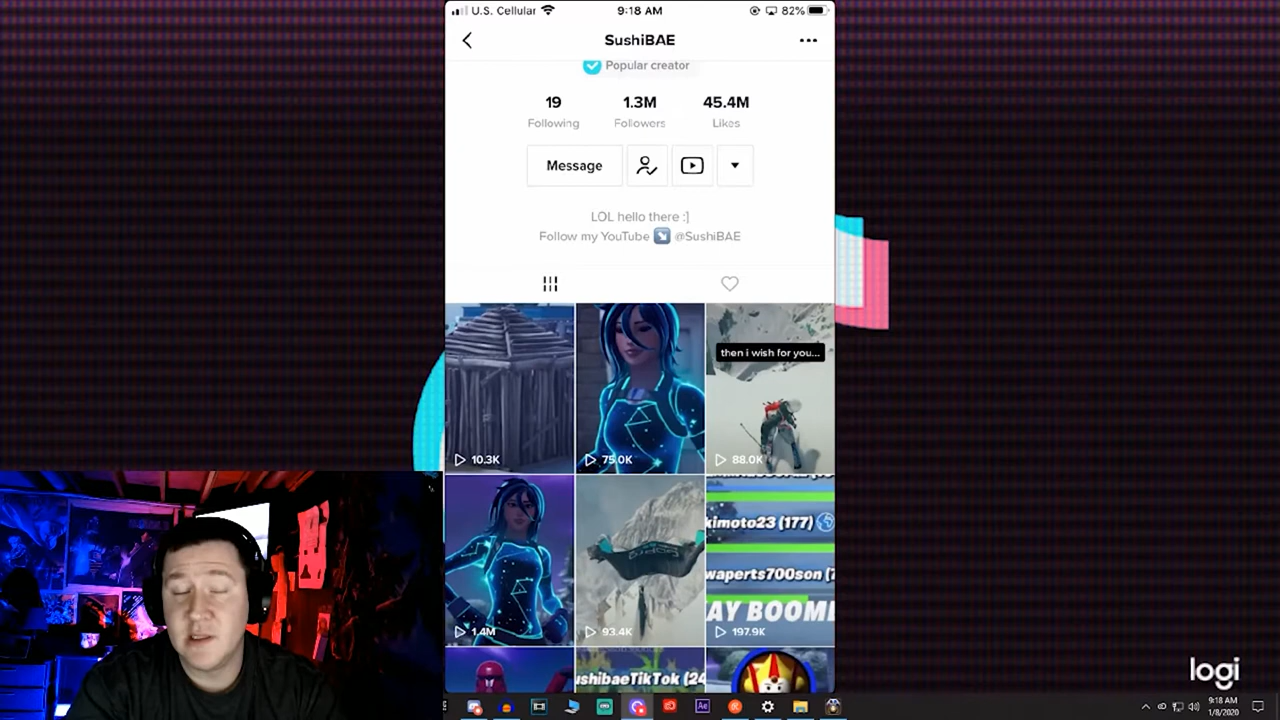 U.S. Cellular
9:18 AM
82%
SushiBAE
Popular creator
19
1.3M
45.4M
Following
Followers
Likes
Message
LOL hello there :]
Follow my YouTube ↘️ @SushiBAE
then i wish for you...
10.3K
75.0K
88.0K
kimoto23 (177)
waperts700son (7
AY BOOM
1.4M
93.4K
197.9K
ushibaeTikTok (24
Ae
logi
9:18 AM
1/8/2020